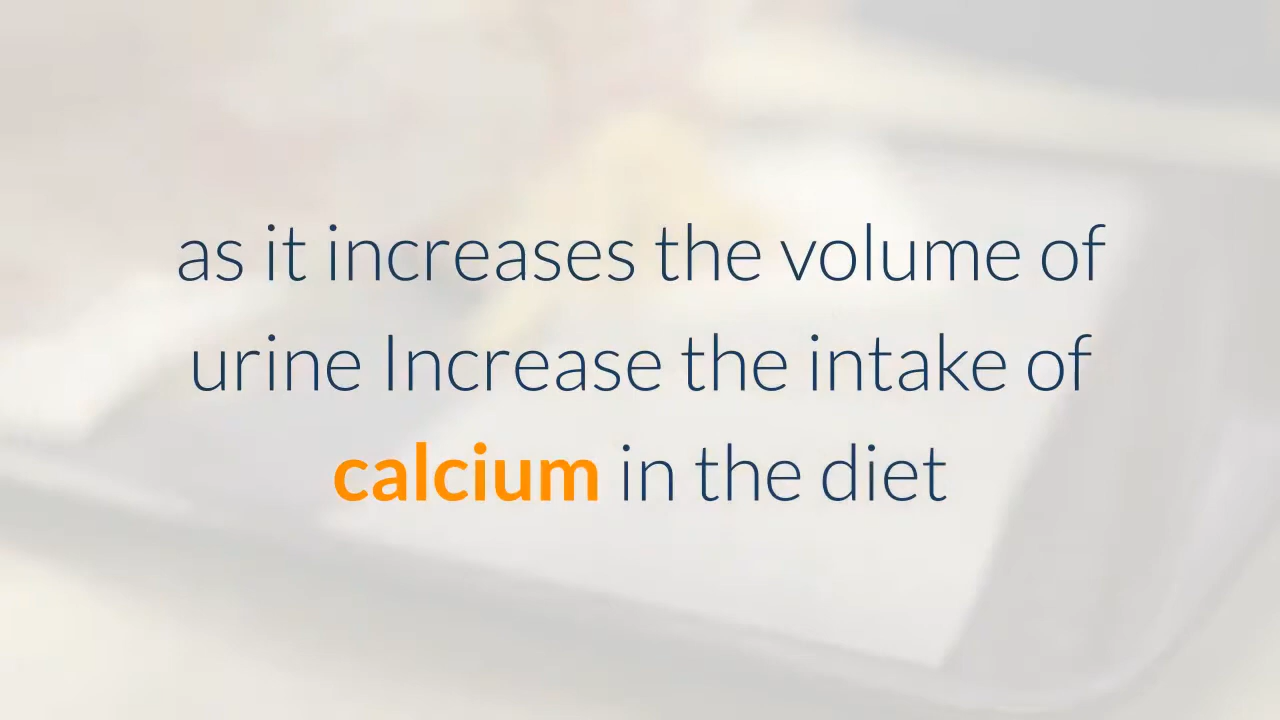 as it increases the volume of
urine Increase the intake of
calcium in the diet